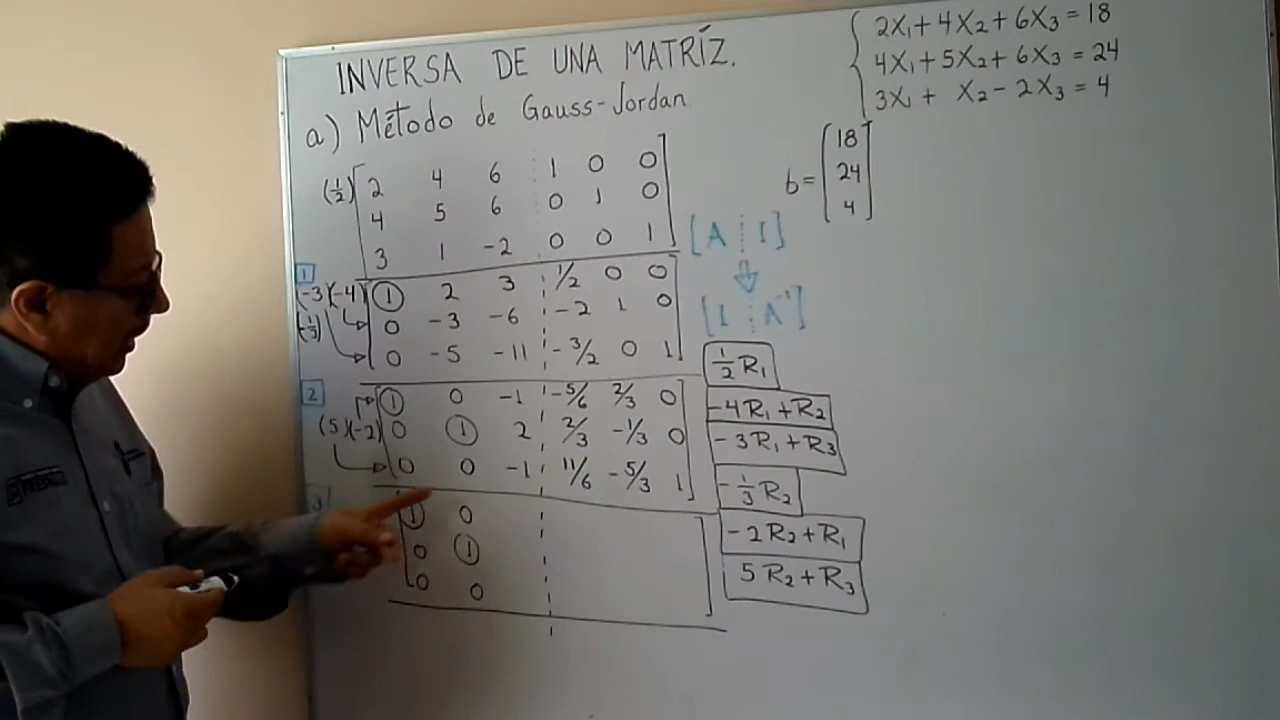 INVERSA DE UNA MATRÍZ.
a) Método de Gauss-Jordan
(1/2) [ 2 4 6 ┊ 1 0 0 ]
4 5 6 ┊ 0 1 0
3 1 -2 ┊ 0 0 1
1
(-3)(-4) [ 1 2 3 ┊ 1/2 0 0 ]
(-1/3) 0 -3 -6 ┊ -2 1 0
0 -5 -11 ┊ -3/2 0 1
2
1 0 -1 ┊ -5/6 2/3 0
(5)(-2) 0 1 2 ┊ 2/3 -1/3 0
0 0 -1 ┊ 11/6 -5/3 1
3
1 0
0 1
0 0
2X₁ + 4X₂ + 6X₃ = 18
4X₁ + 5X₂ + 6X₃ = 24
3X₁ + X₂ - 2X₃ = 4
b = [ 18
24
4 ]
[ A ┊ I ]
[ I ┊ A⁻¹ ]
1/2 R₁
-4R₁ + R₂
-3R₁ + R₃
-1/3 R₂
-2R₂ + R₁
5R₂ + R₃